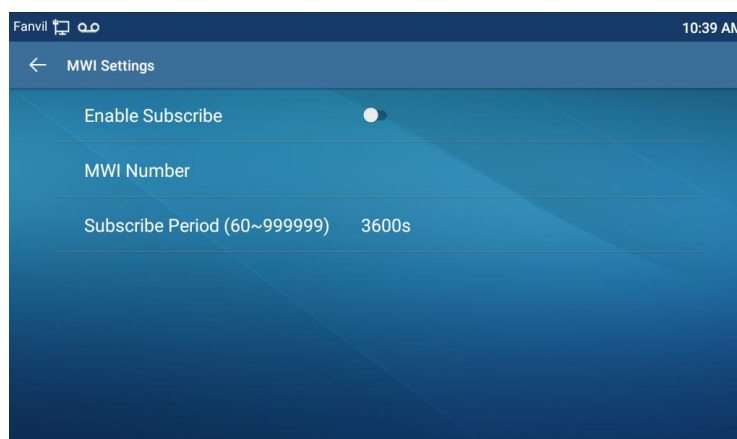 Fanvil 10:39 AM
MWI Settings
Enable Subscribe
MWI Number
Subscribe Period (60~999999) 3600s